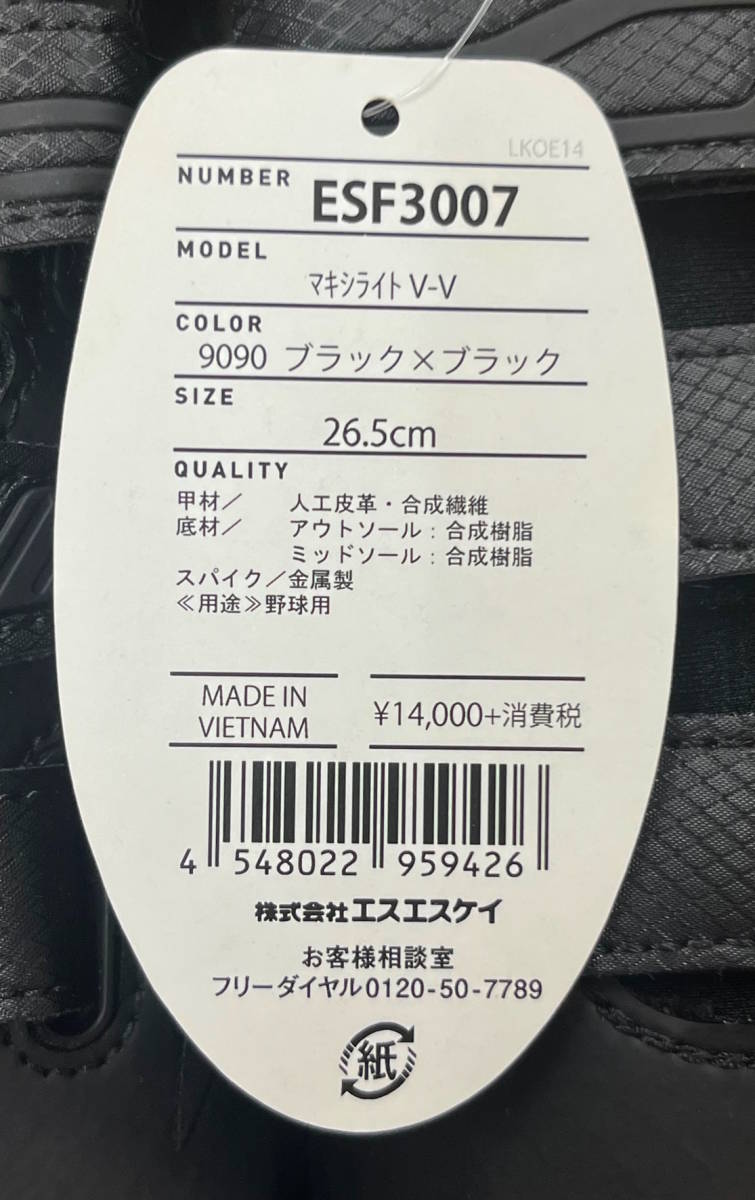 LKOE14
NUMBER ESF3007
MODEL
マキシライト V-V
COLOR
9090 ブラック×ブラック
SIZE
26.5cm
QUALITY
甲材/ 人工皮革・合成繊維
底材/ アウトソール:合成樹脂
ミッドソール:合成樹脂
スパイク/金属製
≪用途≫野球用
MADE IN
VIETNAM
¥14,000+消費税
4 548022 959426
株式会社エスエスケイ
お客様相談室
フリーダイヤル0120-50-7789
紙